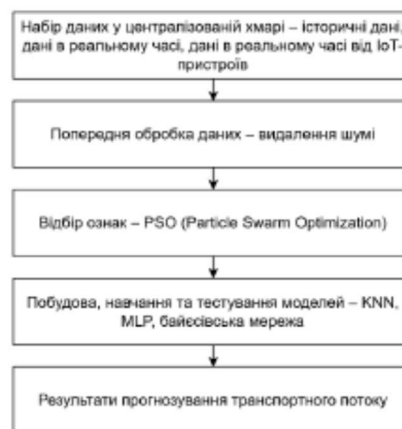 Набір даних у централізованій хмарі – історичні дані,
дані в реальному часі, дані в реальному часі від IoT-
пристроїв
Попередня обробка даних – видалення шумі
Відбір ознак – PSO (Particle Swarm Optimization)
Побудова, навчання та тестування моделей – KNN,
MLP, байєсівська мережа
Результати прогнозування транспортного потоку